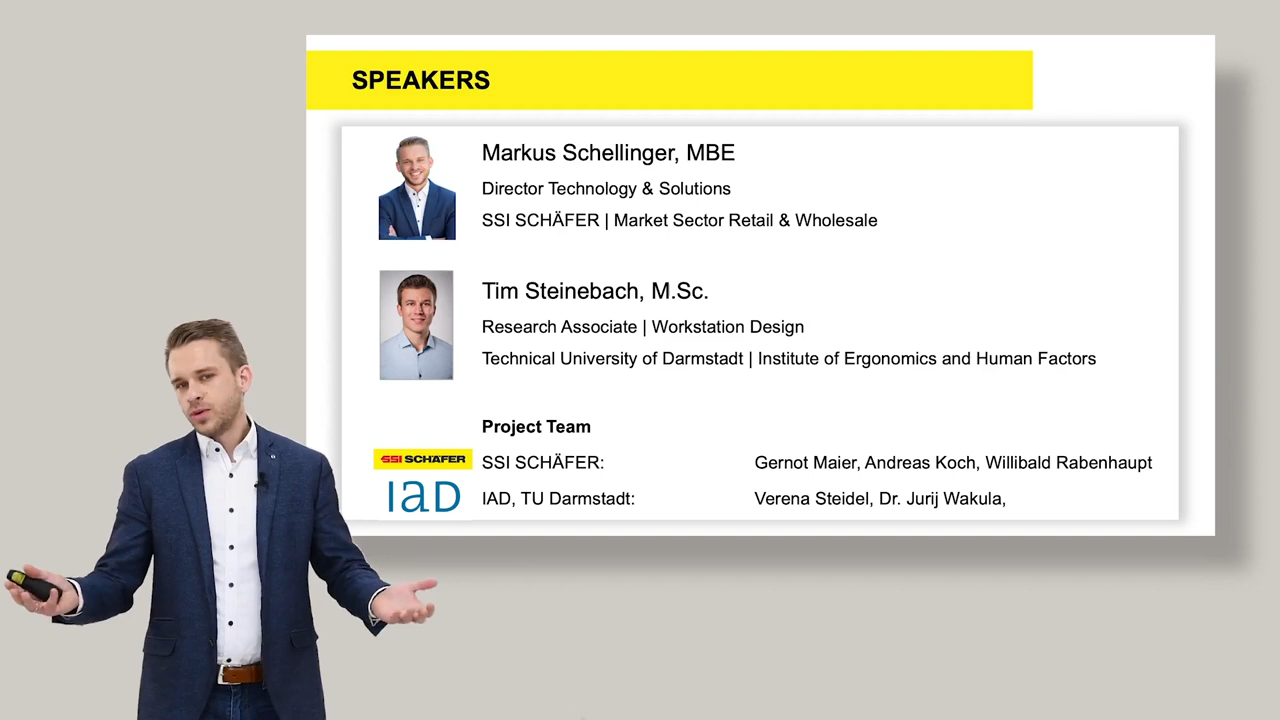 SPEAKERS
Markus Schellinger, MBE
Director Technology & Solutions
SSI SCHÄFER | Market Sector Retail & Wholesale
Tim Steinebach, M.Sc.
Research Associate | Workstation Design
Technical University of Darmstadt | Institute of Ergonomics and Human Factors
Project Team
SSI SCHÄFER SSI SCHÄFER: Gernot Maier, Andreas Koch, Willibald Rabenhaupt
IAD IAD, TU Darmstadt: Verena Steidel, Dr. Jurij Wakula,